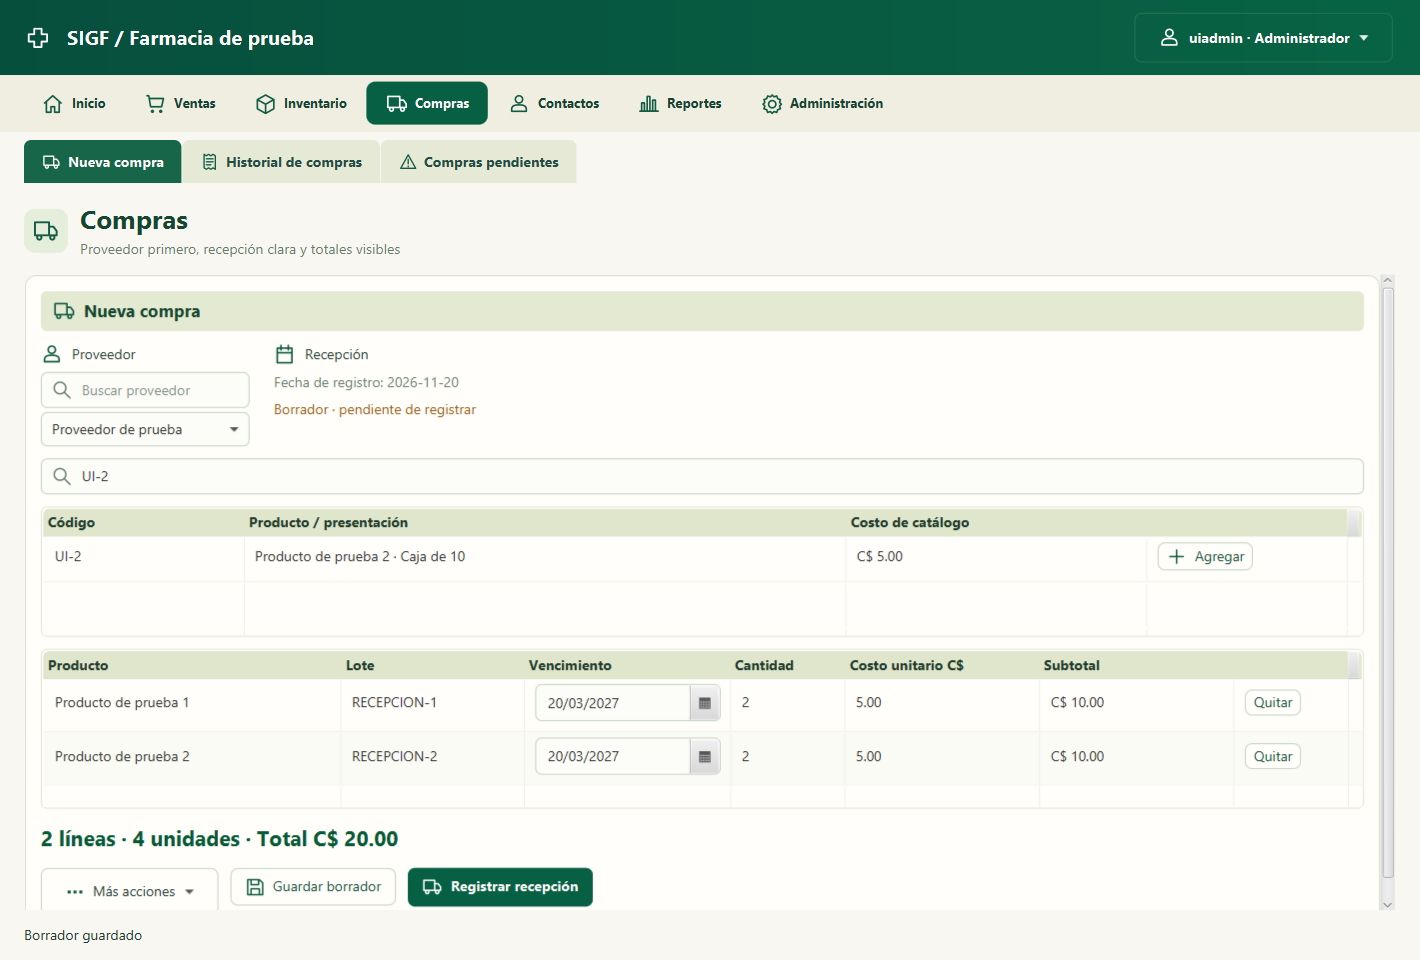 SIGF / Farmacia de prueba
uiadmin · Administrador
Inicio
Ventas
Inventario
Compras
Contactos
Reportes
Administración
Nueva compra
Historial de compras
Compras pendientes
Compras
Proveedor primero, recepción clara y totales visibles
Nueva compra
Proveedor
Recepción
Buscar proveedor
Fecha de registro: 2026-11-20
Proveedor de prueba
Borrador · pendiente de registrar
UI-2
Código Producto / presentación Costo de catálogo
UI-2 Producto de prueba 2 · Caja de 10 C$ 5.00 Agregar
Producto Lote Vencimiento Cantidad Costo unitario C$ Subtotal
Producto de prueba 1 RECEPCION-1 20/03/2027 2 5.00 C$ 10.00 Quitar
Producto de prueba 2 RECEPCION-2 20/03/2027 2 5.00 C$ 10.00 Quitar
2 líneas · 4 unidades · Total C$ 20.00
Más acciones
Guardar borrador
Registrar recepción
Borrador guardado